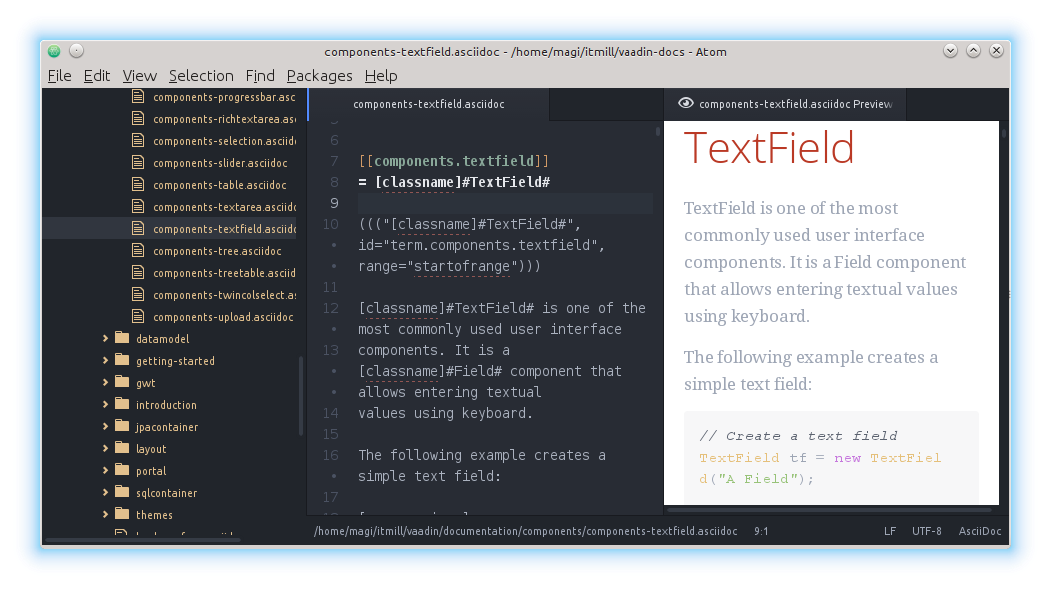 components-textfield.asciidoc - /home/magi/itmill/vaadin-docs - Atom
File Edit View Selection Find Packages Help
components-progressbar.asc
components-richtextarea.as
components-selection.asciido
components-slider.asciidoc
components-table.asciidoc
components-textarea.asciido
components-textfield.asciido
components-tree.asciidoc
components-treetable.asciid
components-twincolselect.as
components-upload.asciidoc
datamodel
getting-started
gwt
introduction
jpacontainer
layout
portal
sqlcontainer
themes
components-textfield.asciidoc
6
7 [[components.textfield]]
8 = [classname]#TextField#
9
10 ((("[classname]#TextField#",
• id="term.components.textfield",
• range="startofrange")))
11
12 [classname]#TextField# is one of the
• most commonly used user interface
13 components. It is a
• [classname]#Field# component that
• allows entering textual
14 values using keyboard.
15
16 The following example creates a
• simple text field:
17
components-textfield.asciidoc Preview
TextField
TextField is one of the most
commonly used user interface
components. It is a Field component
that allows entering textual values
using keyboard.
The following example creates a
simple text field:
// Create a text field
TextField tf = new TextFiel
d("A Field");
/home/magi/itmill/vaadin/documentation/components/components-textfield.asciidoc 9:1 LF UTF-8 AsciiDoc